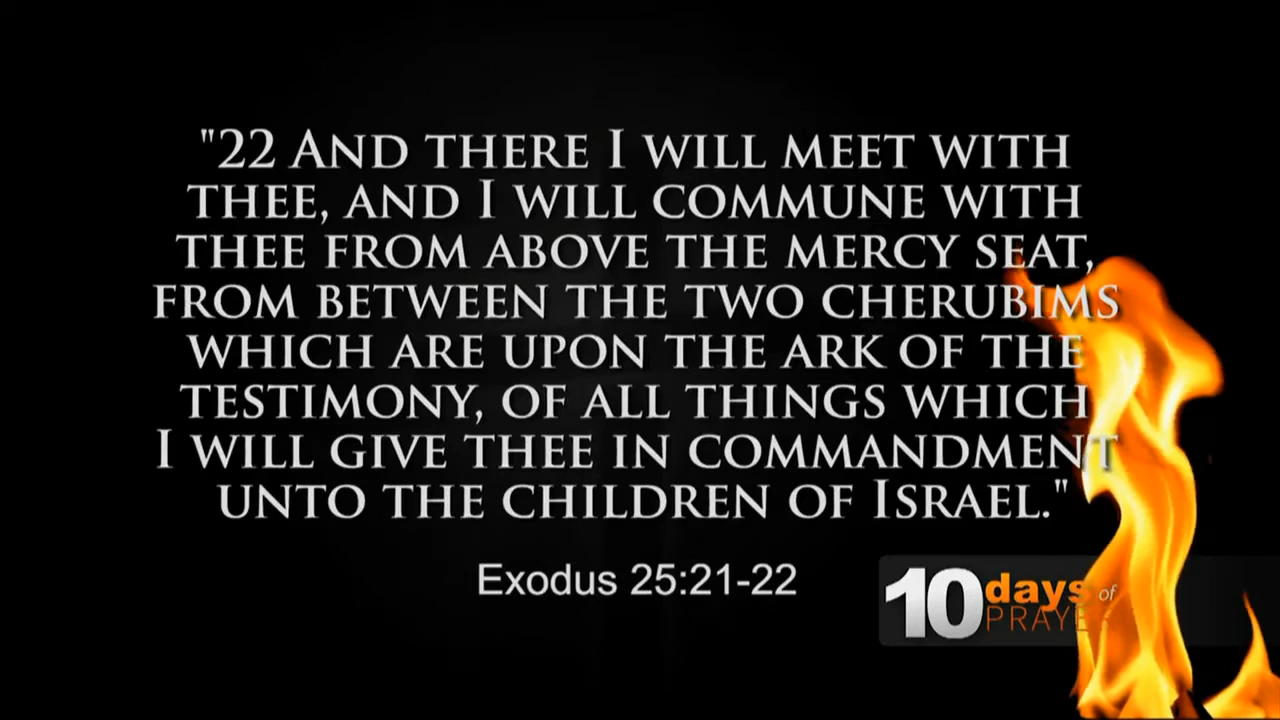 "22 And there I will meet with
thee, and I will commune with
thee from above the mercy seat,
from between the two cherubims
which are upon the ark of the
testimony, of all things which
I will give thee in commandment
unto the children of Israel."
Exodus 25:21-22
10 days of
PRAYER